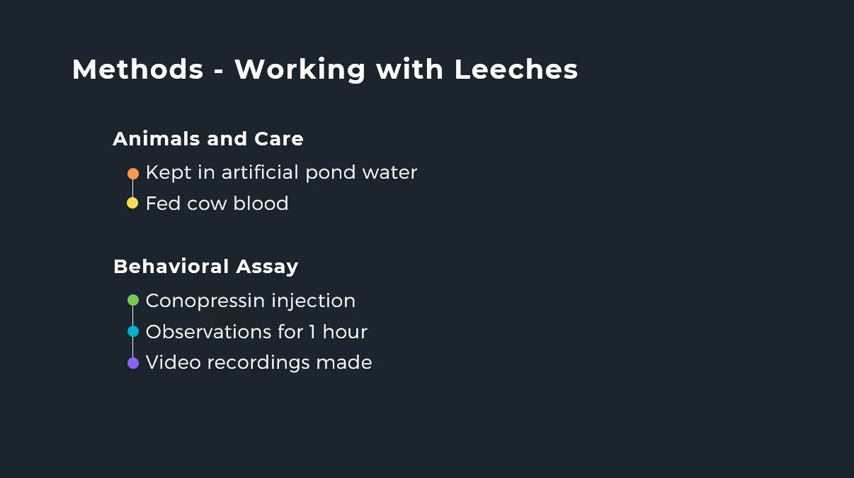 Methods - Working with Leeches
Animals and Care
Kept in artificial pond water
Fed cow blood
Behavioral Assay
Conopressin injection
Observations for 1 hour
Video recordings made